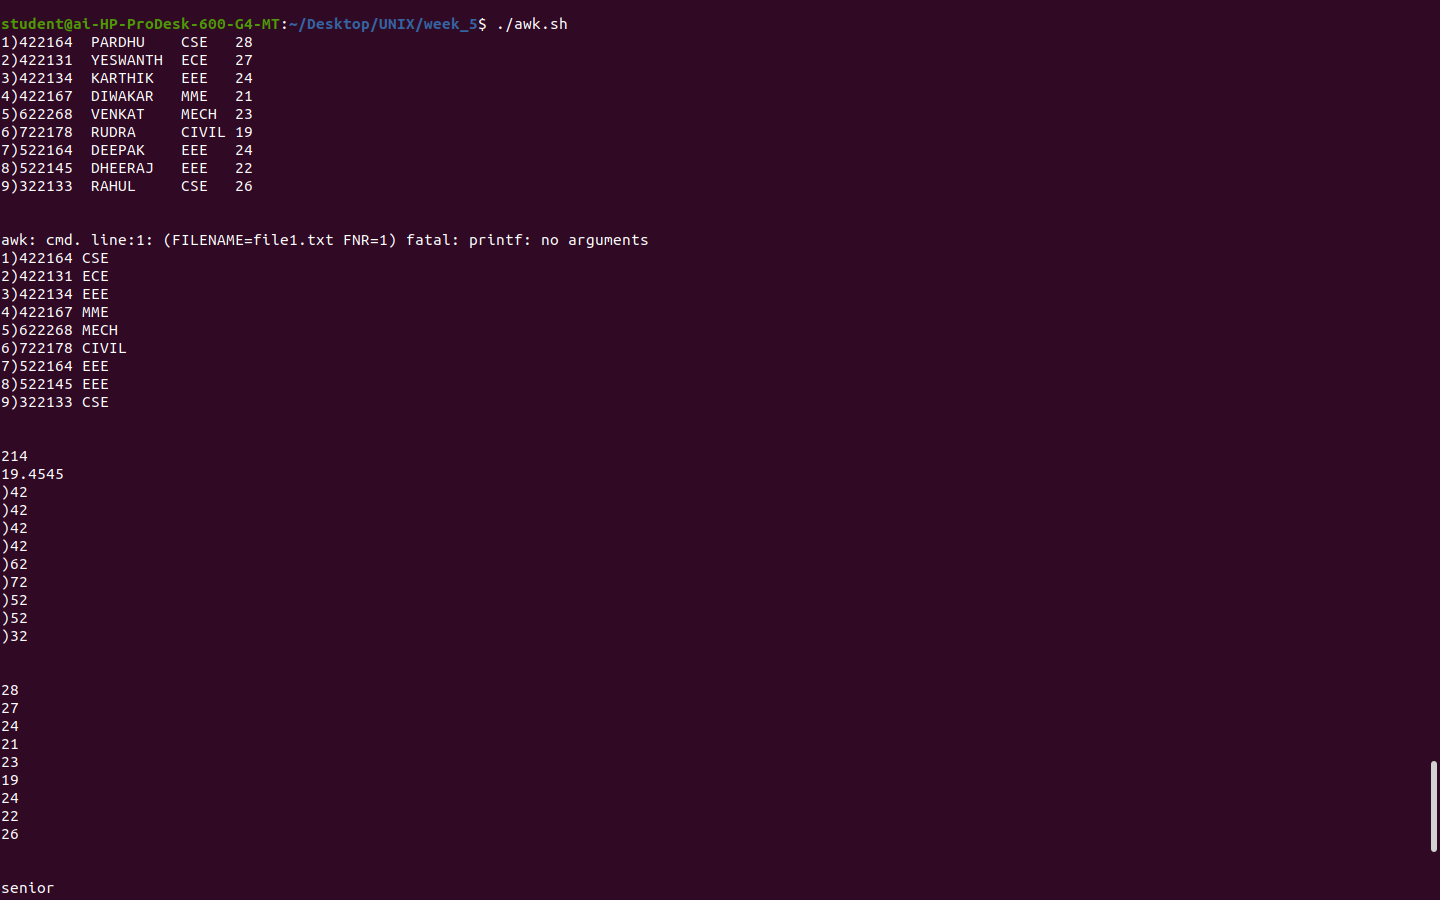 student@ai-HP-ProDesk-600-G4-MT:~/Desktop/UNIX/week_5$ ./awk.sh
1)422164  PARDHU    CSE   28
2)422131  YESWANTH  ECE   27
3)422134  KARTHIK   EEE   24
4)422167  DIWAKAR   MME   21
5)622268  VENKAT    MECH  23
6)722178  RUDRA     CIVIL 19
7)522164  DEEPAK    EEE   24
8)522145  DHEERAJ   EEE   22
9)322133  RAHUL     CSE   26
awk: cmd. line:1: (FILENAME=file1.txt FNR=1) fatal: printf: no arguments
1)422164 CSE
2)422131 ECE
3)422134 EEE
4)422167 MME
5)622268 MECH
6)722178 CIVIL
7)522164 EEE
8)522145 EEE
9)322133 CSE
214
19.4545
)42
)42
)42
)42
)62
)72
)52
)52
)32
28
27
24
21
23
19
24
22
26
senior